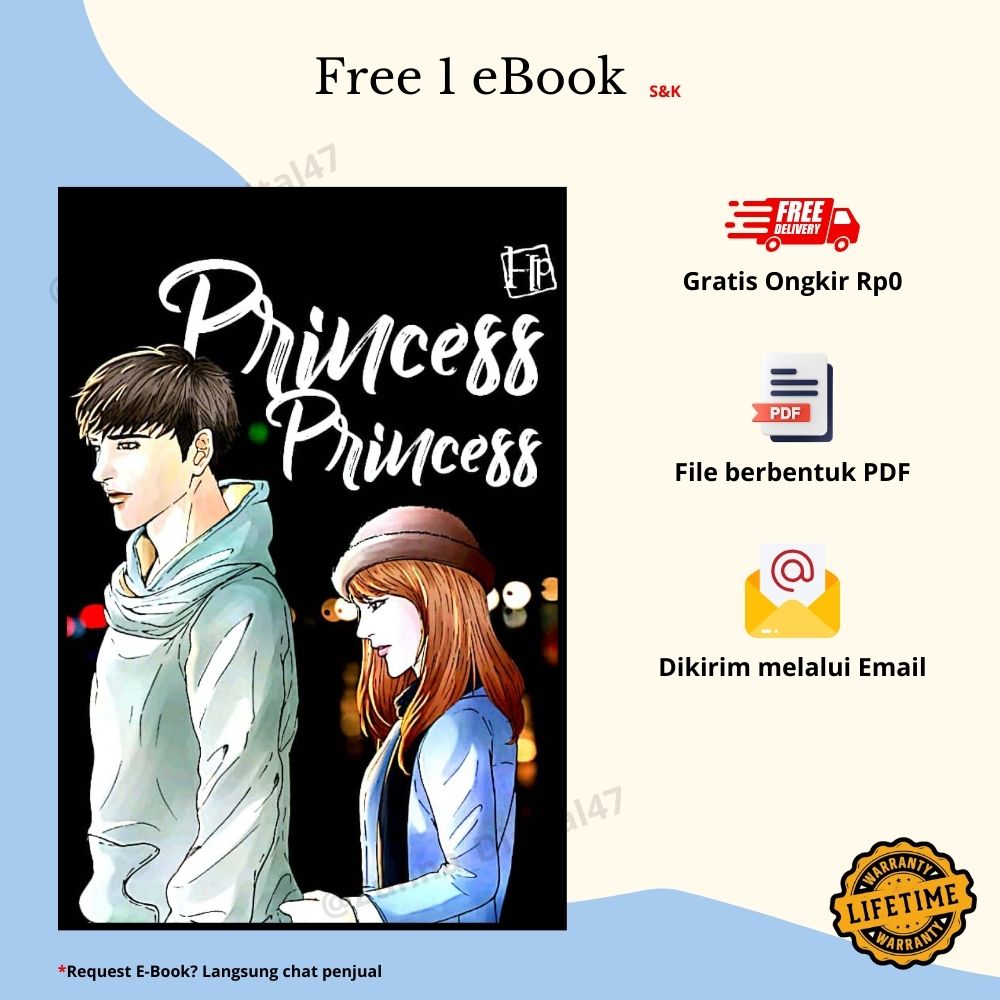 Free 1 eBook S&K
Hp
Princess
Princess
FREE
DELIVERY
Gratis Ongkir Rp0
PDF
File berbentuk PDF
@
Dikirim melalui Email
WARRANTY
LIFETIME
WARRANTY
*Request E-Book? Langsung chat penjual